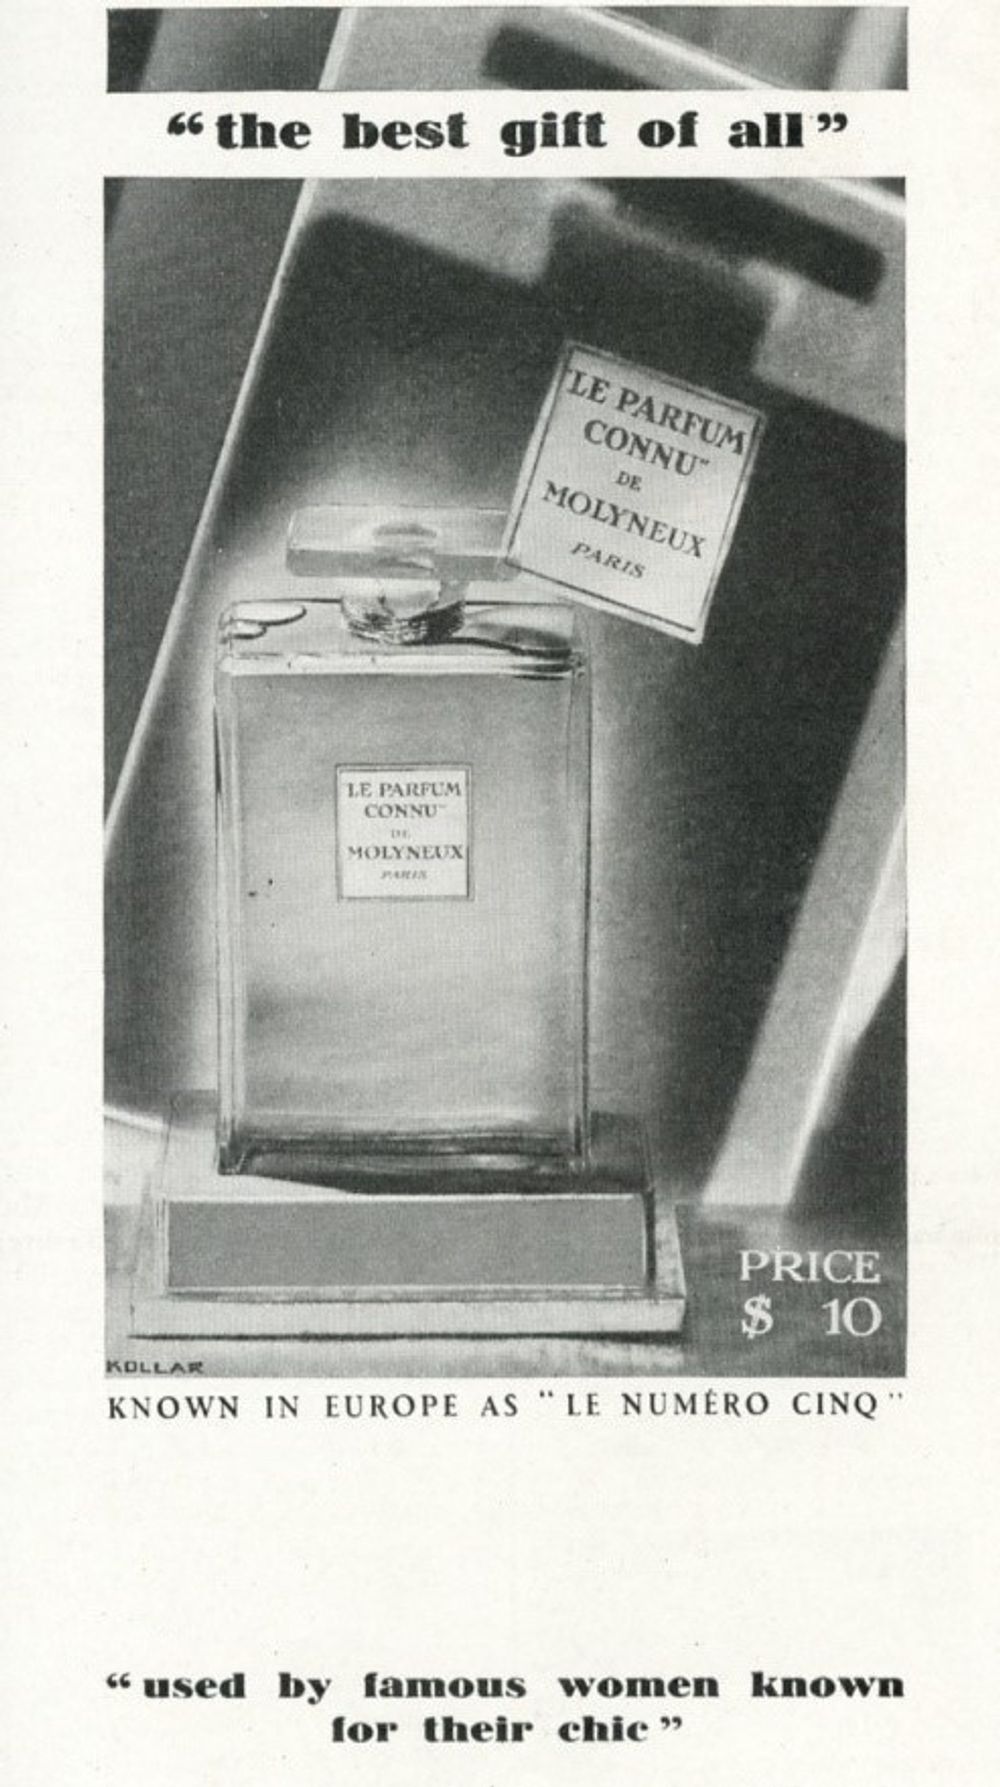 “the best gift of all”
"LE PARFUM
CONNU"
DE
MOLYNEUX
PARIS
"LE PARFUM
CONNU"
DE
MOLYNEUX
PARIS
PRICE
$ 10
KOLLAR
KNOWN IN EUROPE AS “LE NUMÉRO CINQ”
“used by famous women known
for their chic”